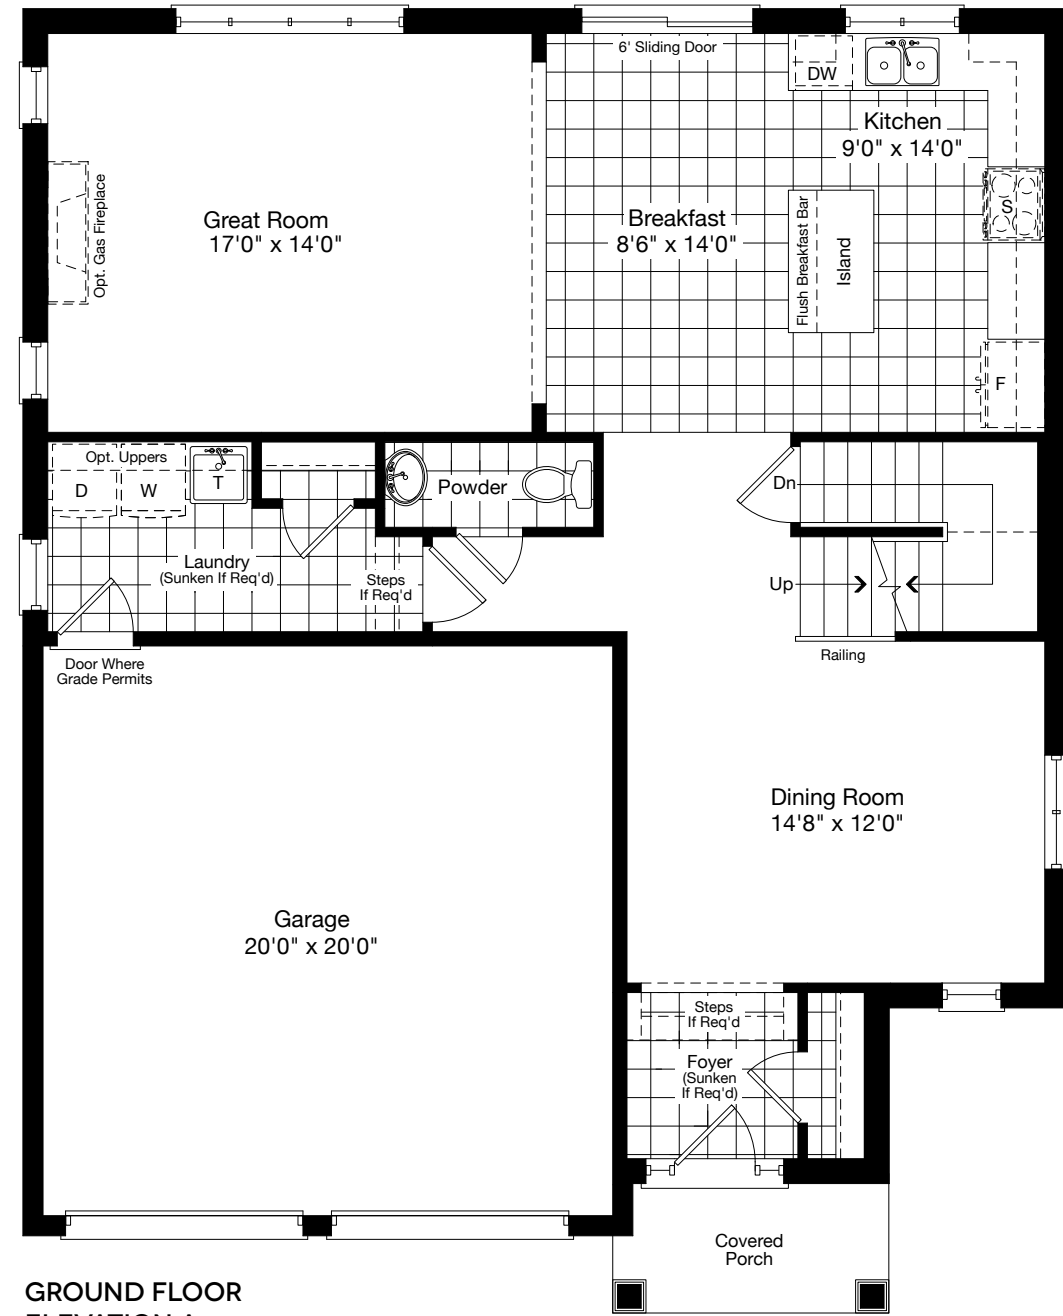 6' Sliding Door
DW
Kitchen
9'0" x 14'0"
Opt. Gas Fireplace
Great Room
17'0" x 14'0"
Breakfast
8'6" x 14'0"
Flush Breakfast Bar
Island
S
F
Opt. Uppers
D
W
T
Powder
Dn
Laundry
(Sunken If Req'd)
Steps
If Req'd
Up
Railing
Door Where
Grade Permits
Dining Room
14'8" x 12'0"
Garage
20'0" x 20'0"
Steps
If Req'd
Foyer
(Sunken
If Req'd)
Covered
Porch
GROUND FLOOR
ELEVATION A